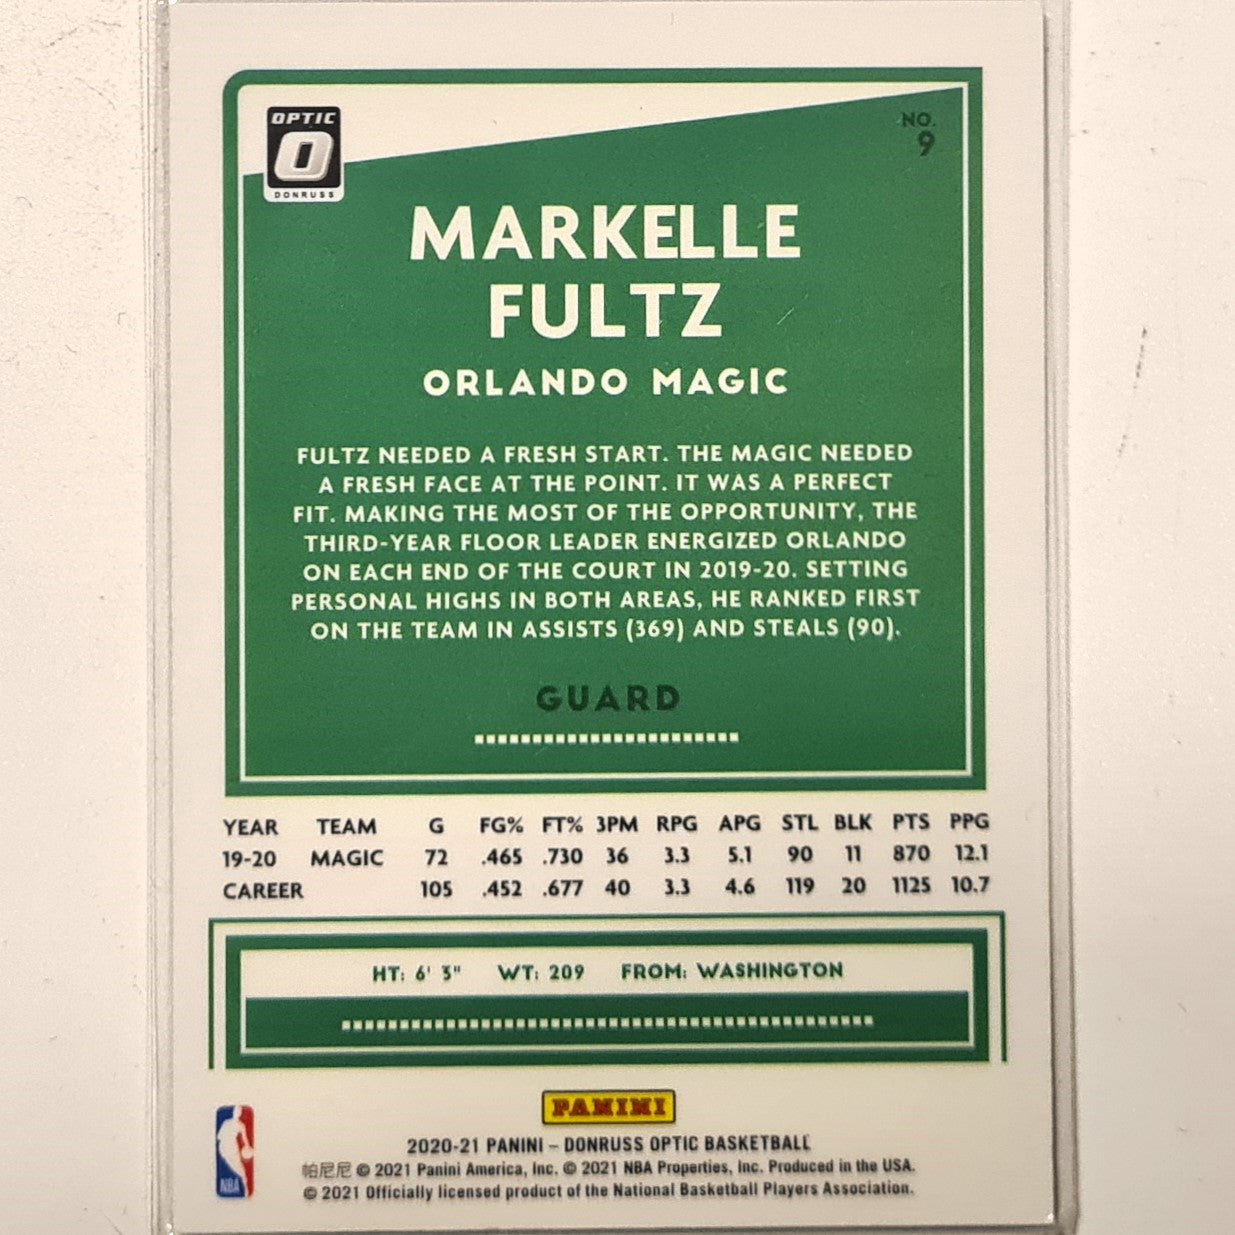 OPTIC
O
DONRUSS
NO.
9
MARKELLE
FULTZ
ORLANDO MAGIC
FULTZ NEEDED A FRESH START. THE MAGIC NEEDED
A FRESH FACE AT THE POINT. IT WAS A PERFECT
FIT. MAKING THE MOST OF THE OPPORTUNITY, THE
THIRD-YEAR FLOOR LEADER ENERGIZED ORLANDO
ON EACH END OF THE COURT IN 2019-20. SETTING
PERSONAL HIGHS IN BOTH AREAS, HE RANKED FIRST
ON THE TEAM IN ASSISTS (369) AND STEALS (90).
GUARD
YEAR TEAM G FG% FT% 3PM RPG APG STL BLK PTS PPG
19-20 MAGIC 72 .465 .730 36 3.3 5.1 90 11 870 12.1
CAREER 105 .452 .677 40 3.3 4.6 119 20 1125 10.7
HT: 6' 3" WT: 209 FROM: WASHINGTON
PANINI
NBA
2020-21 PANINI – DONRUSS OPTIC BASKETBALL
帕尼尼 © 2021 Panini America, Inc. © 2021 NBA Properties, Inc. Produced in the USA.
© 2021 Officially licensed product of the National Basketball Players Association.